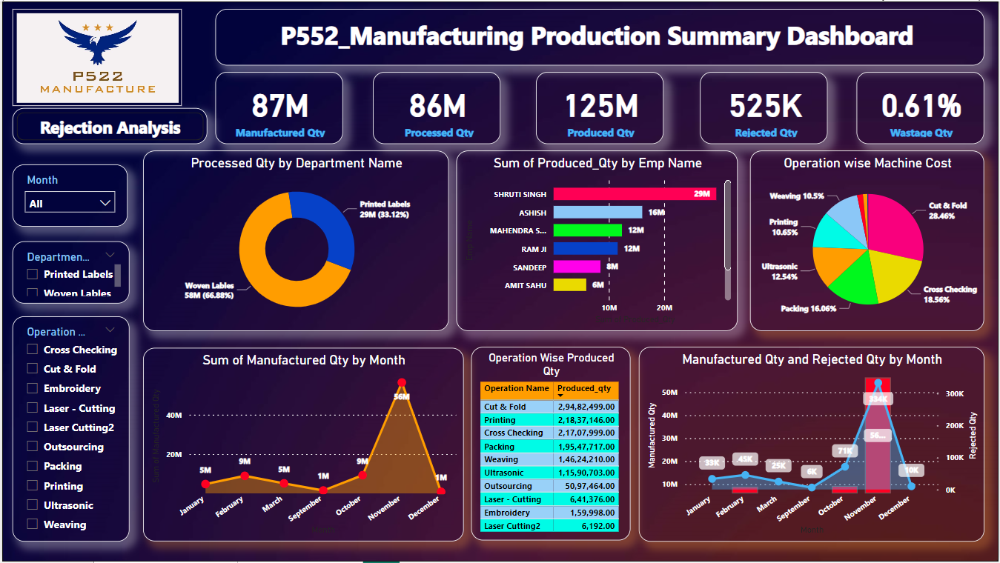 P522
MANUFACTURE
P552_Manufacturing Production Summary Dashboard
Rejection Analysis
87M
Manufactured Qty
86M
Processed Qty
125M
Produced Qty
525K
Rejected Qty
0.61%
Wastage Qty
Month
All
Departmen...
Printed Labels
Woven Lables
Operation ...
Cross Checking
Cut & Fold
Embroidery
Laser - Cutting
Laser Cutting2
Outsourcing
Packing
Printing
Ultrasonic
Weaving
Processed Qty by Department Name
Printed Labels
29M (33.12%)
Woven Lables
58M (66.88%)
Sum of Produced_Qty by Emp Name
Emp Name
SHRUTI SINGH 29M
ASHISH 16M
MAHENDRA S... 12M
RAM JI 12M
SANDEEP 8M
AMIT SAHU 6M
10M 20M
Operation wise Machine Cost
Weaving 10.5%
Cut & Fold
28.46%
Printing
10.65%
Ultrasonic
12.54%
Cross Checking
18.56%
Packing 16.06%
Sum of Manufactured Qty by Month
Sum of Manufactured Qty
40M
20M
5M 9M 5M 1M 9M 56M 1M
January February March September October November December
Month
Operation Wise Produced
Qty
Operation Name Produced_qty
Cut & Fold 2,94,82,499.00
Printing 2,18,37,146.00
Cross Checking 2,17,07,999.00
Packing 1,95,47,717.00
Weaving 1,46,24,210.00
Ultrasonic 1,15,90,703.00
Outsourcing 50,97,464.00
Laser - Cutting 6,41,376.00
Embroidery 1,59,998.00
Laser Cutting2 6,192.00
Manufactured Qty and Rejected Qty by Month
Manufactured Qty
50M
40M
30M
20M
10M
33K 45K 25K 6K 71K 334K 10K
56...
300K
200K
100K
0K
Rejected Qty
January February March September October November December
Month